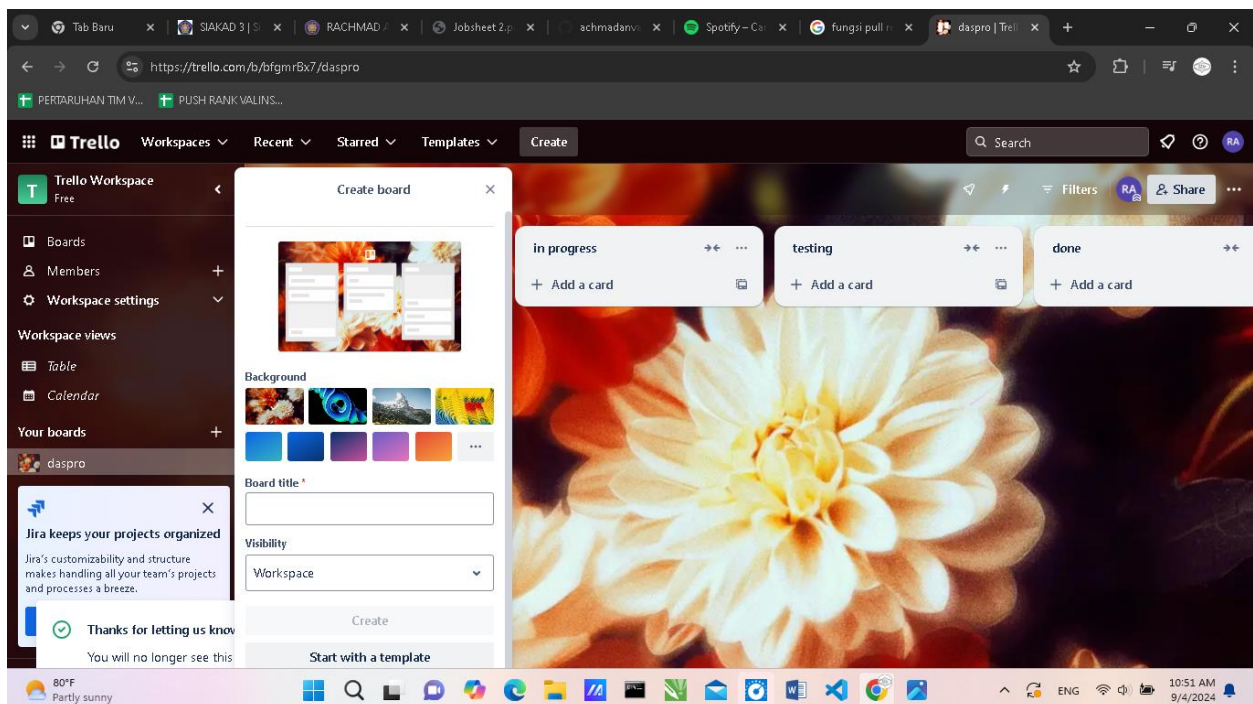 Tab Baru
SIAKAD 3 | Si
RACHMAD A
Jobsheet 2.p
achmadanva
Spotify – Ca
fungsi pull r
daspro | Trell
https://trello.com/b/bfgmrBx7/daspro
PERTARUHAN TIM V...
PUSH RANK VALINS...
Trello
Workspaces
Recent
Starred
Templates
Create
Search
RA
T
Trello Workspace
Free
Boards
Members
Workspace settings
Workspace views
Table
Calendar
Your boards
daspro
Jira keeps your projects organized
Jira's customizability and structure
makes handling all your team's projects
and processes a breeze.
Thanks for letting us know
You will no longer see this
Create board
Background
Board title *
Visibility
Workspace
Create
Start with a template
Filters
RA
Share
in progress
Add a card
testing
Add a card
done
Add a card
80°F
Partly sunny
ENG
10:51 AM
9/4/2024